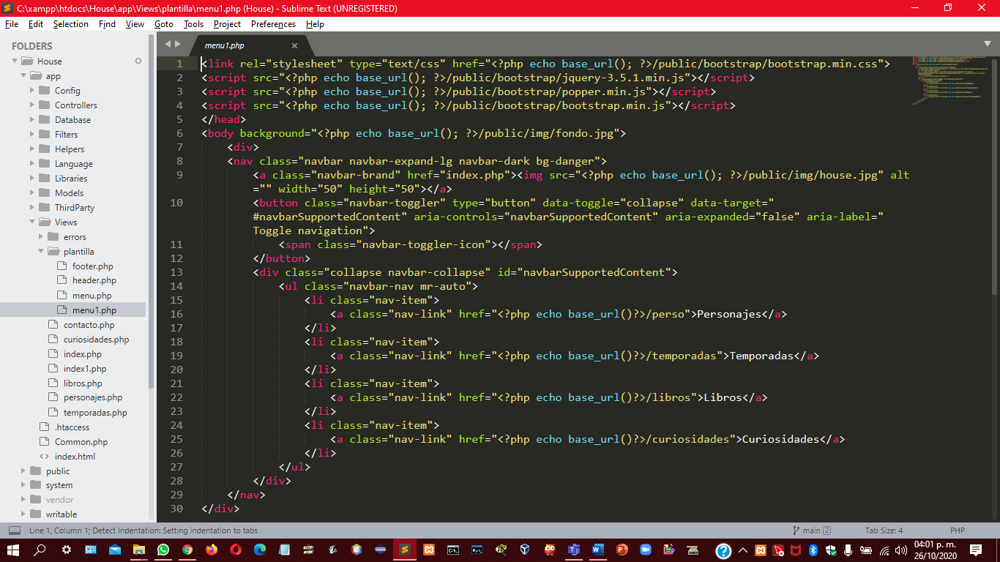 C:\xampp\htdocs\House\app\Views\plantilla\menu1.php (House) - Sublime Text (UNREGISTERED)
File Edit Selection Find View Goto Tools Project Preferences Help
FOLDERS
House
app
Config
Controllers
Database
Filters
Helpers
Language
Libraries
Models
ThirdParty
Views
errors
plantilla
footer.php
header.php
menu.php
menu1.php
contacto.php
curiosidades.php
index.php
index1.php
libros.php
personajes.php
temporadas.php
.htaccess
Common.php
index.html
public
system
vendor
writable
menu1.php
1 <link rel="stylesheet" type="text/css" href="<?php echo base_url(); ?>/public/bootstrap/bootstrap.min.css">
2 <script src="<?php echo base_url(); ?>/public/bootstrap/jquery-3.5.1.min.js"></script>
3 <script src="<?php echo base_url(); ?>/public/bootstrap/popper.min.js"></script>
4 <script src="<?php echo base_url(); ?>/public/bootstrap/bootstrap.min.js"></script>
5 </head>
6 <body background="<?php echo base_url(); ?>/public/img/fondo.jpg">
7 <div>
8 <nav class="navbar navbar-expand-lg navbar-dark bg-danger">
9 <a class="navbar-brand" href="index.php"><img src="<?php echo base_url(); ?>/public/img/house.jpg" alt
="" width="50" height="50"></a>
10 <button class="navbar-toggler" type="button" data-toggle="collapse" data-target="
#navbarSupportedContent" aria-controls="navbarSupportedContent" aria-expanded="false" aria-label="
Toggle navigation">
11 <span class="navbar-toggler-icon"></span>
12 </button>
13 <div class="collapse navbar-collapse" id="navbarSupportedContent">
14 <ul class="navbar-nav mr-auto">
15 <li class="nav-item">
16 <a class="nav-link" href="<?php echo base_url()?>/perso">Personajes</a>
17 </li>
18 <li class="nav-item">
19 <a class="nav-link" href="<?php echo base_url()?>/temporadas">Temporadas</a>
20 </li>
21 <li class="nav-item">
22 <a class="nav-link" href="<?php echo base_url()?>/libros">Libros</a>
23 </li>
24 <li class="nav-item">
25 <a class="nav-link" href="<?php echo base_url()?>/curiosidades">Curiosidades</a>
26 </li>
27 </ul>
28 </div>
29 </nav>
30 </div>
Line 1, Column 1; Detect Indentation: Setting indentation to tabs main 2 Tab Size: 4 PHP
04:01 p. m.
26/10/2020